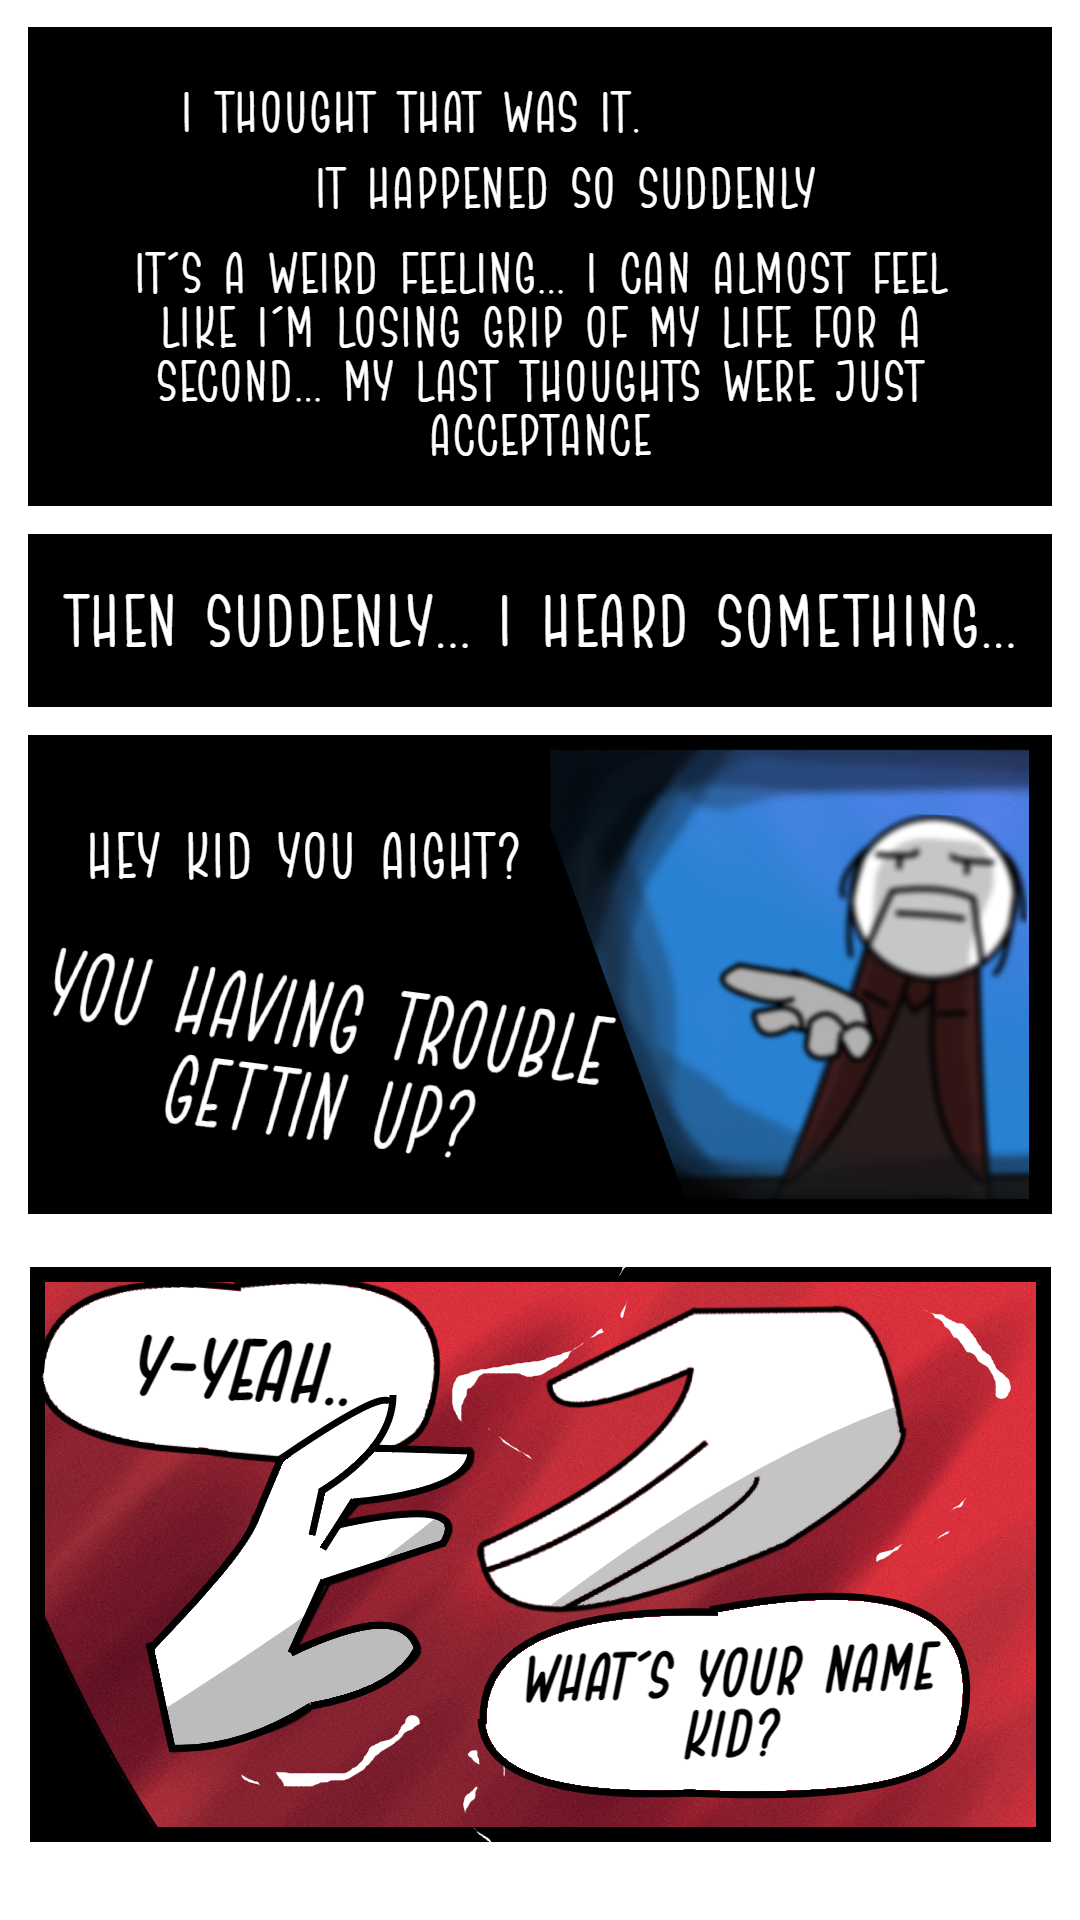 I THOUGHT THAT WAS IT.
IT HAPPENED SO SUDDENLY
IT´S A WEIRD FEELING... I CAN ALMOST FEEL
LIKE I´M LOSING GRIP OF MY LIFE FOR A
SECOND... MY LAST THOUGHTS WERE JUST
ACCEPTANCE
THEN SUDDENLY... I HEARD SOMETHING...
HEY KID YOU AIGHT?
YOU HAVING TROUBLE
GETTIN UP?
Y-YEAH..
WHAT´S YOUR NAME
KID?